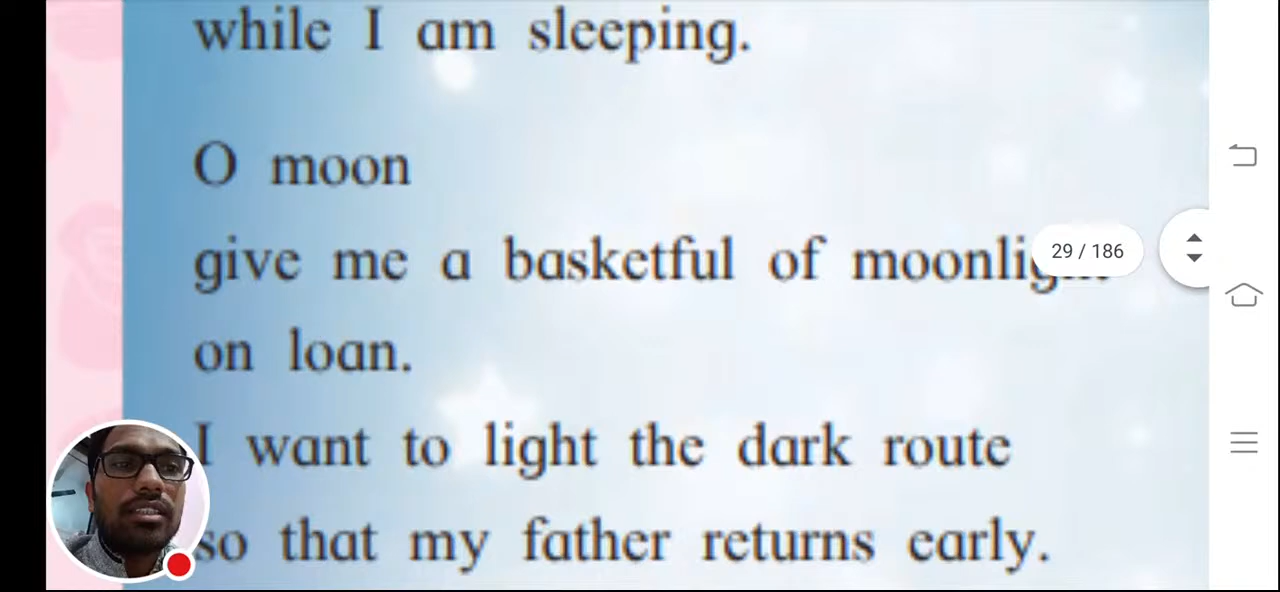 while I am sleeping.
O moon
give me a basketful of
29 / 186
on loan.
I want to light the dark route
so that my father returns early.